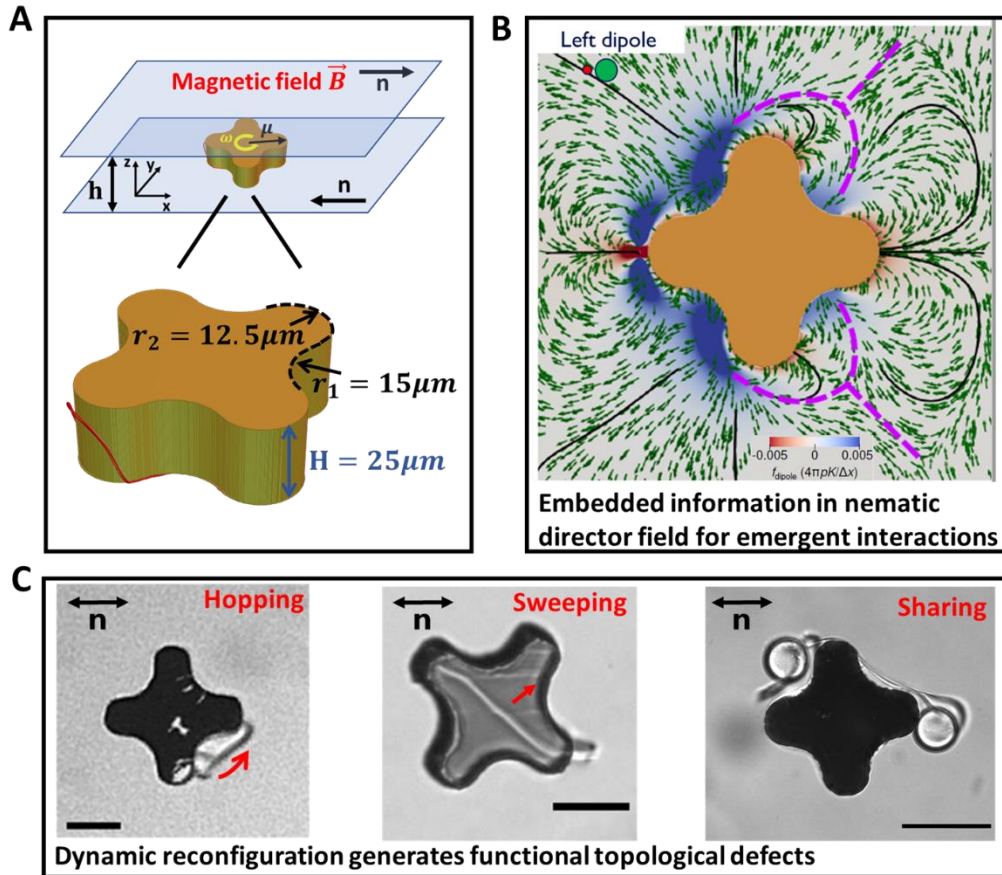 A
Magnetic field B⃗
n
ω
μ
h
z
y
x
n
r₂ = 12.5μm
r₁ = 15μm
H = 25μm
B
Left dipole
-0.005 0 0.005
f_dipole (4πpK/Δx)
Embedded information in nematic
director field for emergent interactions
C
n
Hopping
n
Sweeping
n
Sharing
Dynamic reconfiguration generates functional topological defects